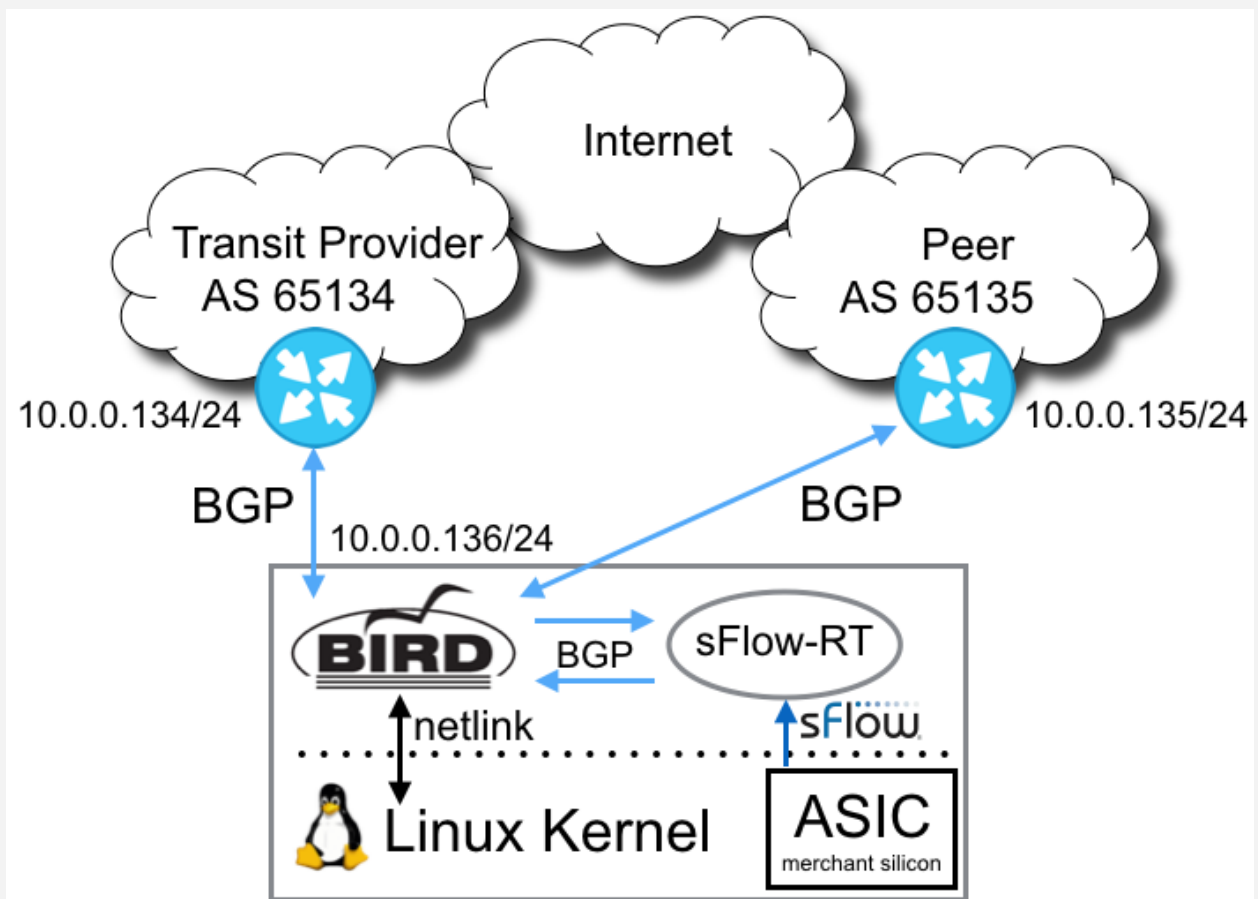 Internet
Transit Provider
AS 65134
Peer
AS 65135
10.0.0.134/24
10.0.0.135/24
BGP
BGP
10.0.0.136/24
BIRD
BGP
sFlow-RT
netlink
sFlow
Linux Kernel
ASIC
merchant silicon